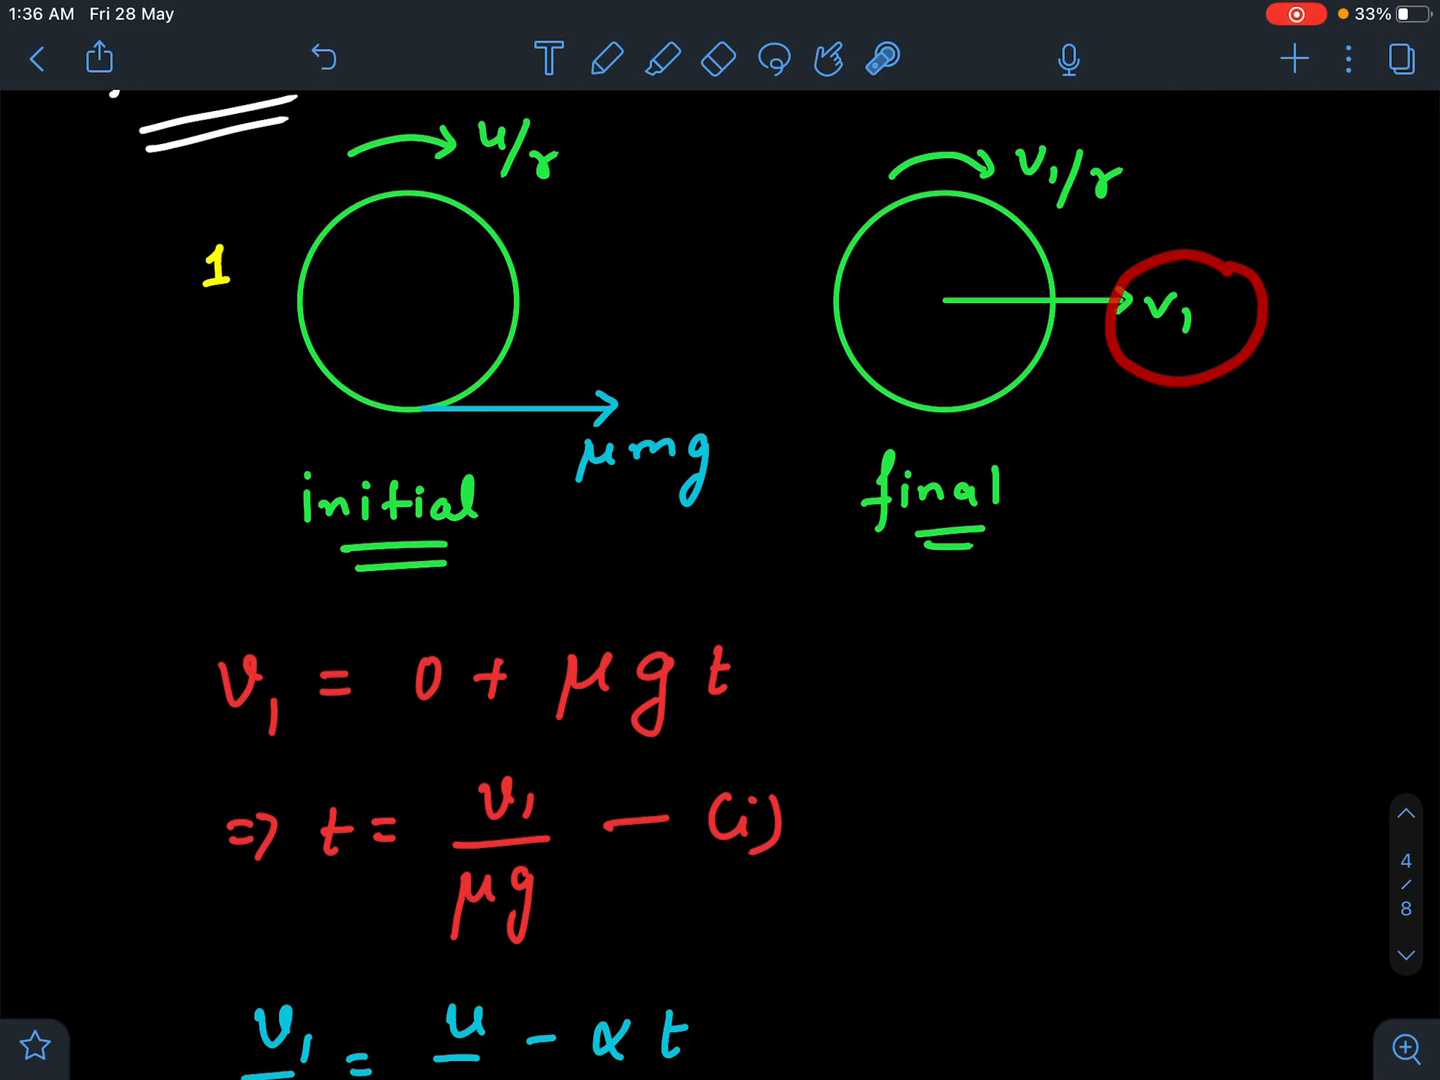 1:36 AM Fri 28 May
33%
T
u/r
v₁/r
1
v₁
μmg
initial
final
v₁ = 0 + μgt
=> t = v₁/μg — (i)
v₁ = u - αt
4
/
8